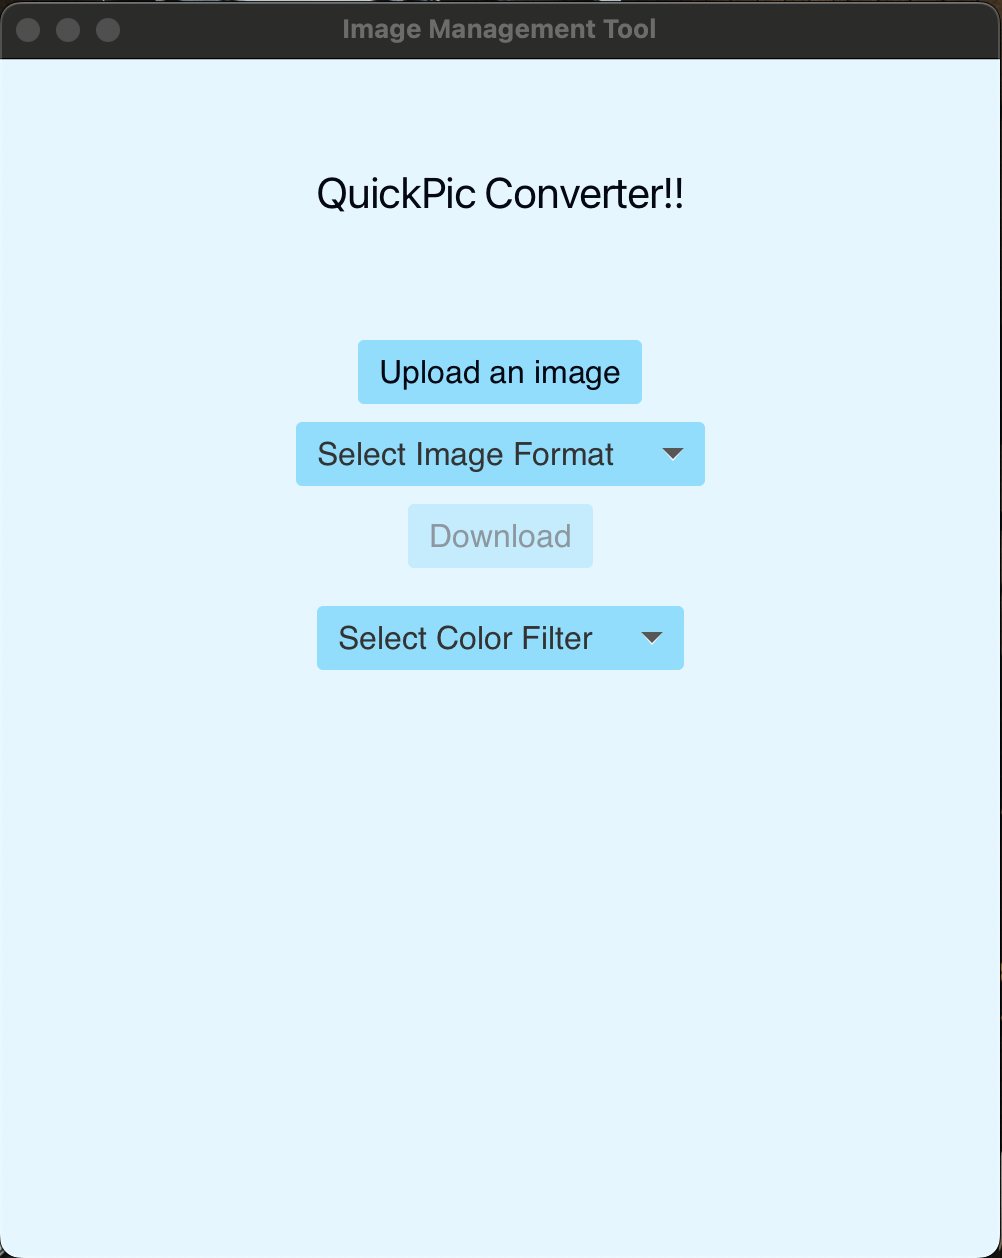 Image Management Tool
QuickPic Converter!!
Upload an image
Select Image Format
Download
Select Color Filter